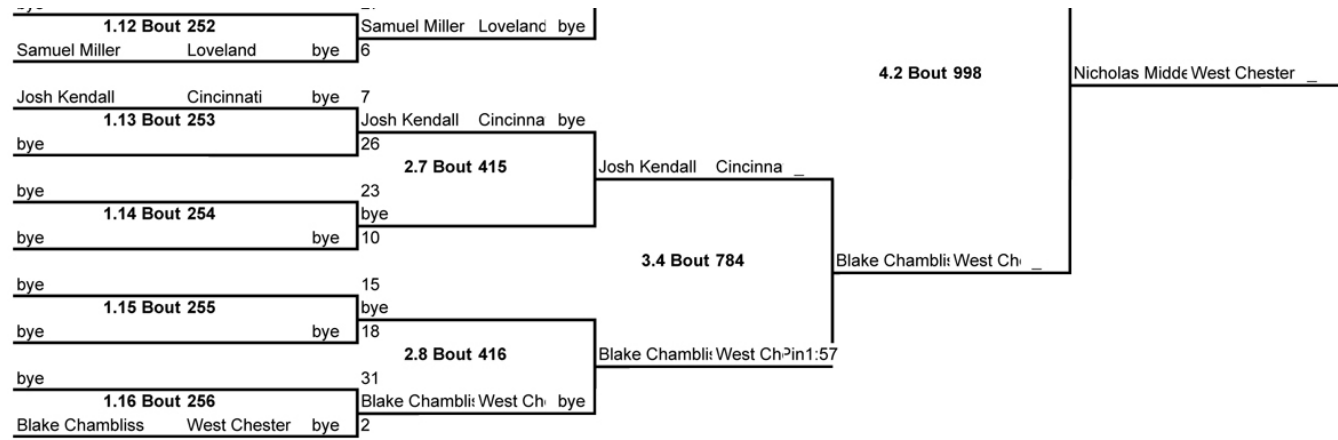 bye 27
1.12 Bout 252 Samuel Miller Loveland bye
Samuel Miller Loveland bye 6
4.2 Bout 998 Nicholas Midde West Chester _
Josh Kendall Cincinnati bye 7
1.13 Bout 253 Josh Kendall Cincinna bye
bye 26
2.7 Bout 415 Josh Kendall Cincinna _
bye 23
1.14 Bout 254 bye
bye bye 10
3.4 Bout 784 Blake Chamblis West Ch _
bye 15
1.15 Bout 255 bye
bye bye 18
2.8 Bout 416 Blake Chamblis West Ch Pin1:57
bye 31
1.16 Bout 256 Blake Chamblis West Ch bye
Blake Chambliss West Chester bye 2